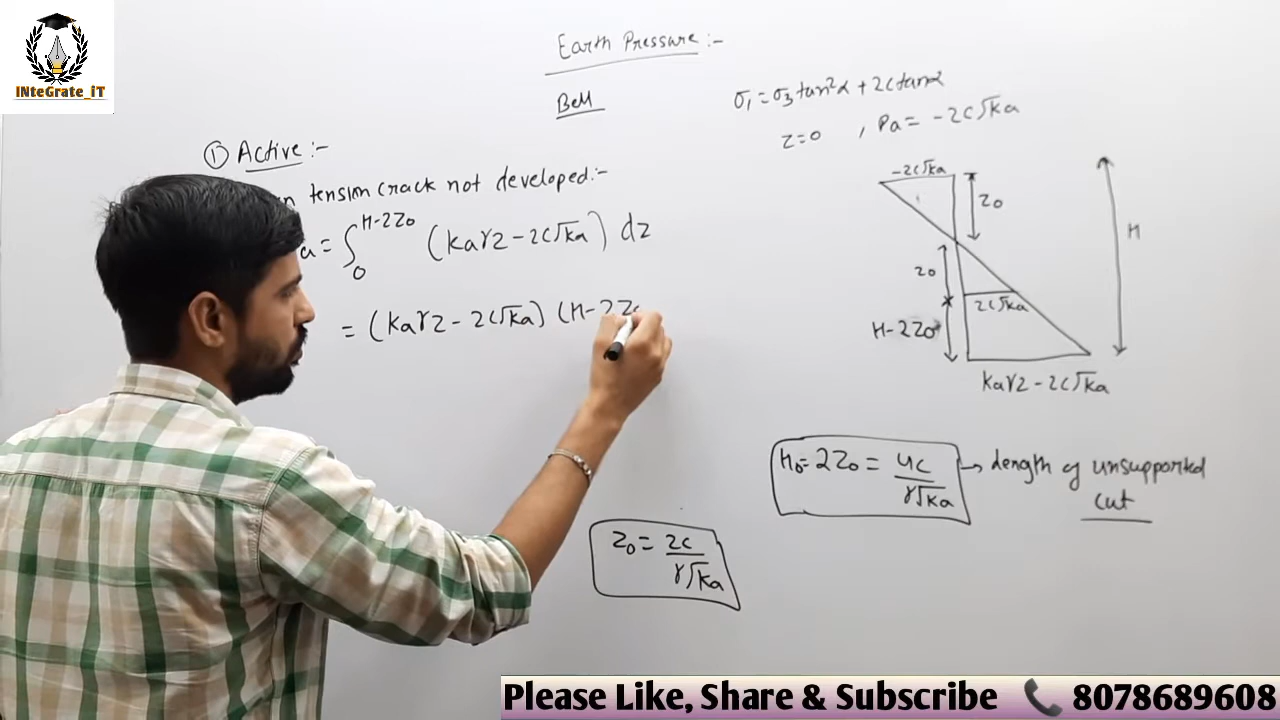 INteGrate_iT
Earth Pressure :-
Bell
σ₁ = σ₃ tan²α + 2c tanα
z=0 , Pa = -2c√ka
① Active :-
tension crack not developed:-
a = ∫₀^(H-2Z₀) (kaγz - 2c√ka) dz
= (kaγz - 2c√ka) (H-2Z
-2c√ka
z₀
H
z₀
2c√ka
H-2Z₀
kaγz - 2c√ka
H₀= 2Z₀ = 4c / γ√ka → length of unsupported
cut
Z₀ = 2c / γ√ka
Please Like, Share & Subscribe 📞 8078689608